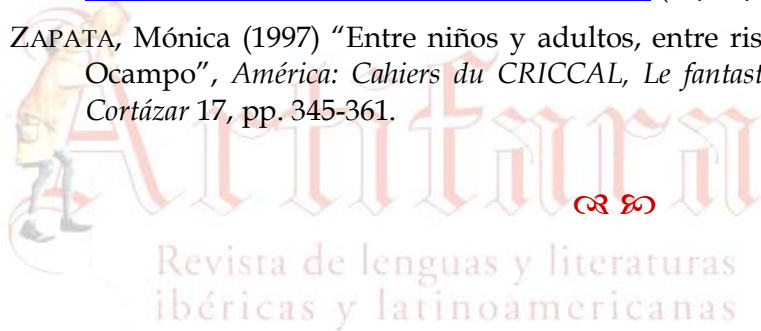 ZAPATA, Mónica (1997) “Entre niños y adultos, entre ris
Ocampo”, América: Cahiers du CRICCAL, Le fantast
Cortázar 17, pp. 345-361.
Artifara
Revista de lenguas y literaturas
ibéricas y latinoamericanas